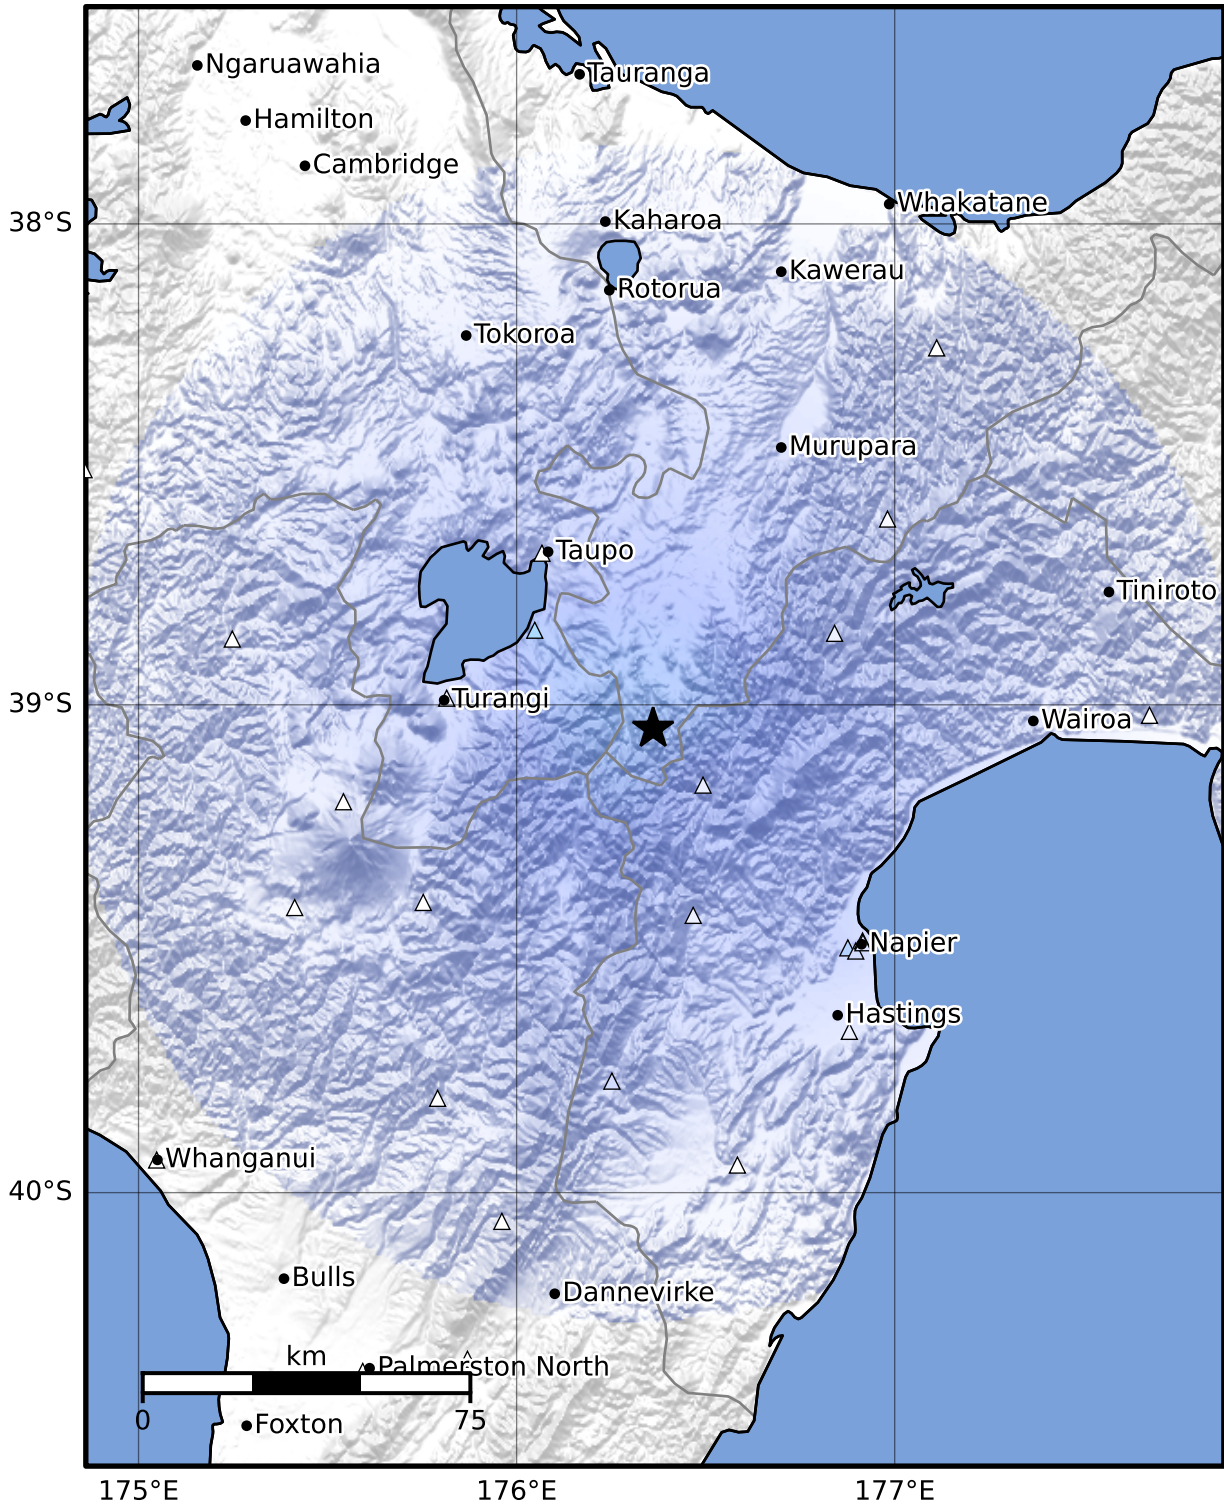 Ngaruawahia
Tauranga
Hamilton
Cambridge
Whakatane
38°S
Kaharoa
Kawerau
Rotorua
Tokoroa
Murupara
Taupo
Tiniroto
Turangi
39°S
Wairoa
Napier
Hastings
Whanganui
40°S
Bulls
Dannevirke
km
Palmerston North
0
75
Foxton
175°E
176°E
177°E